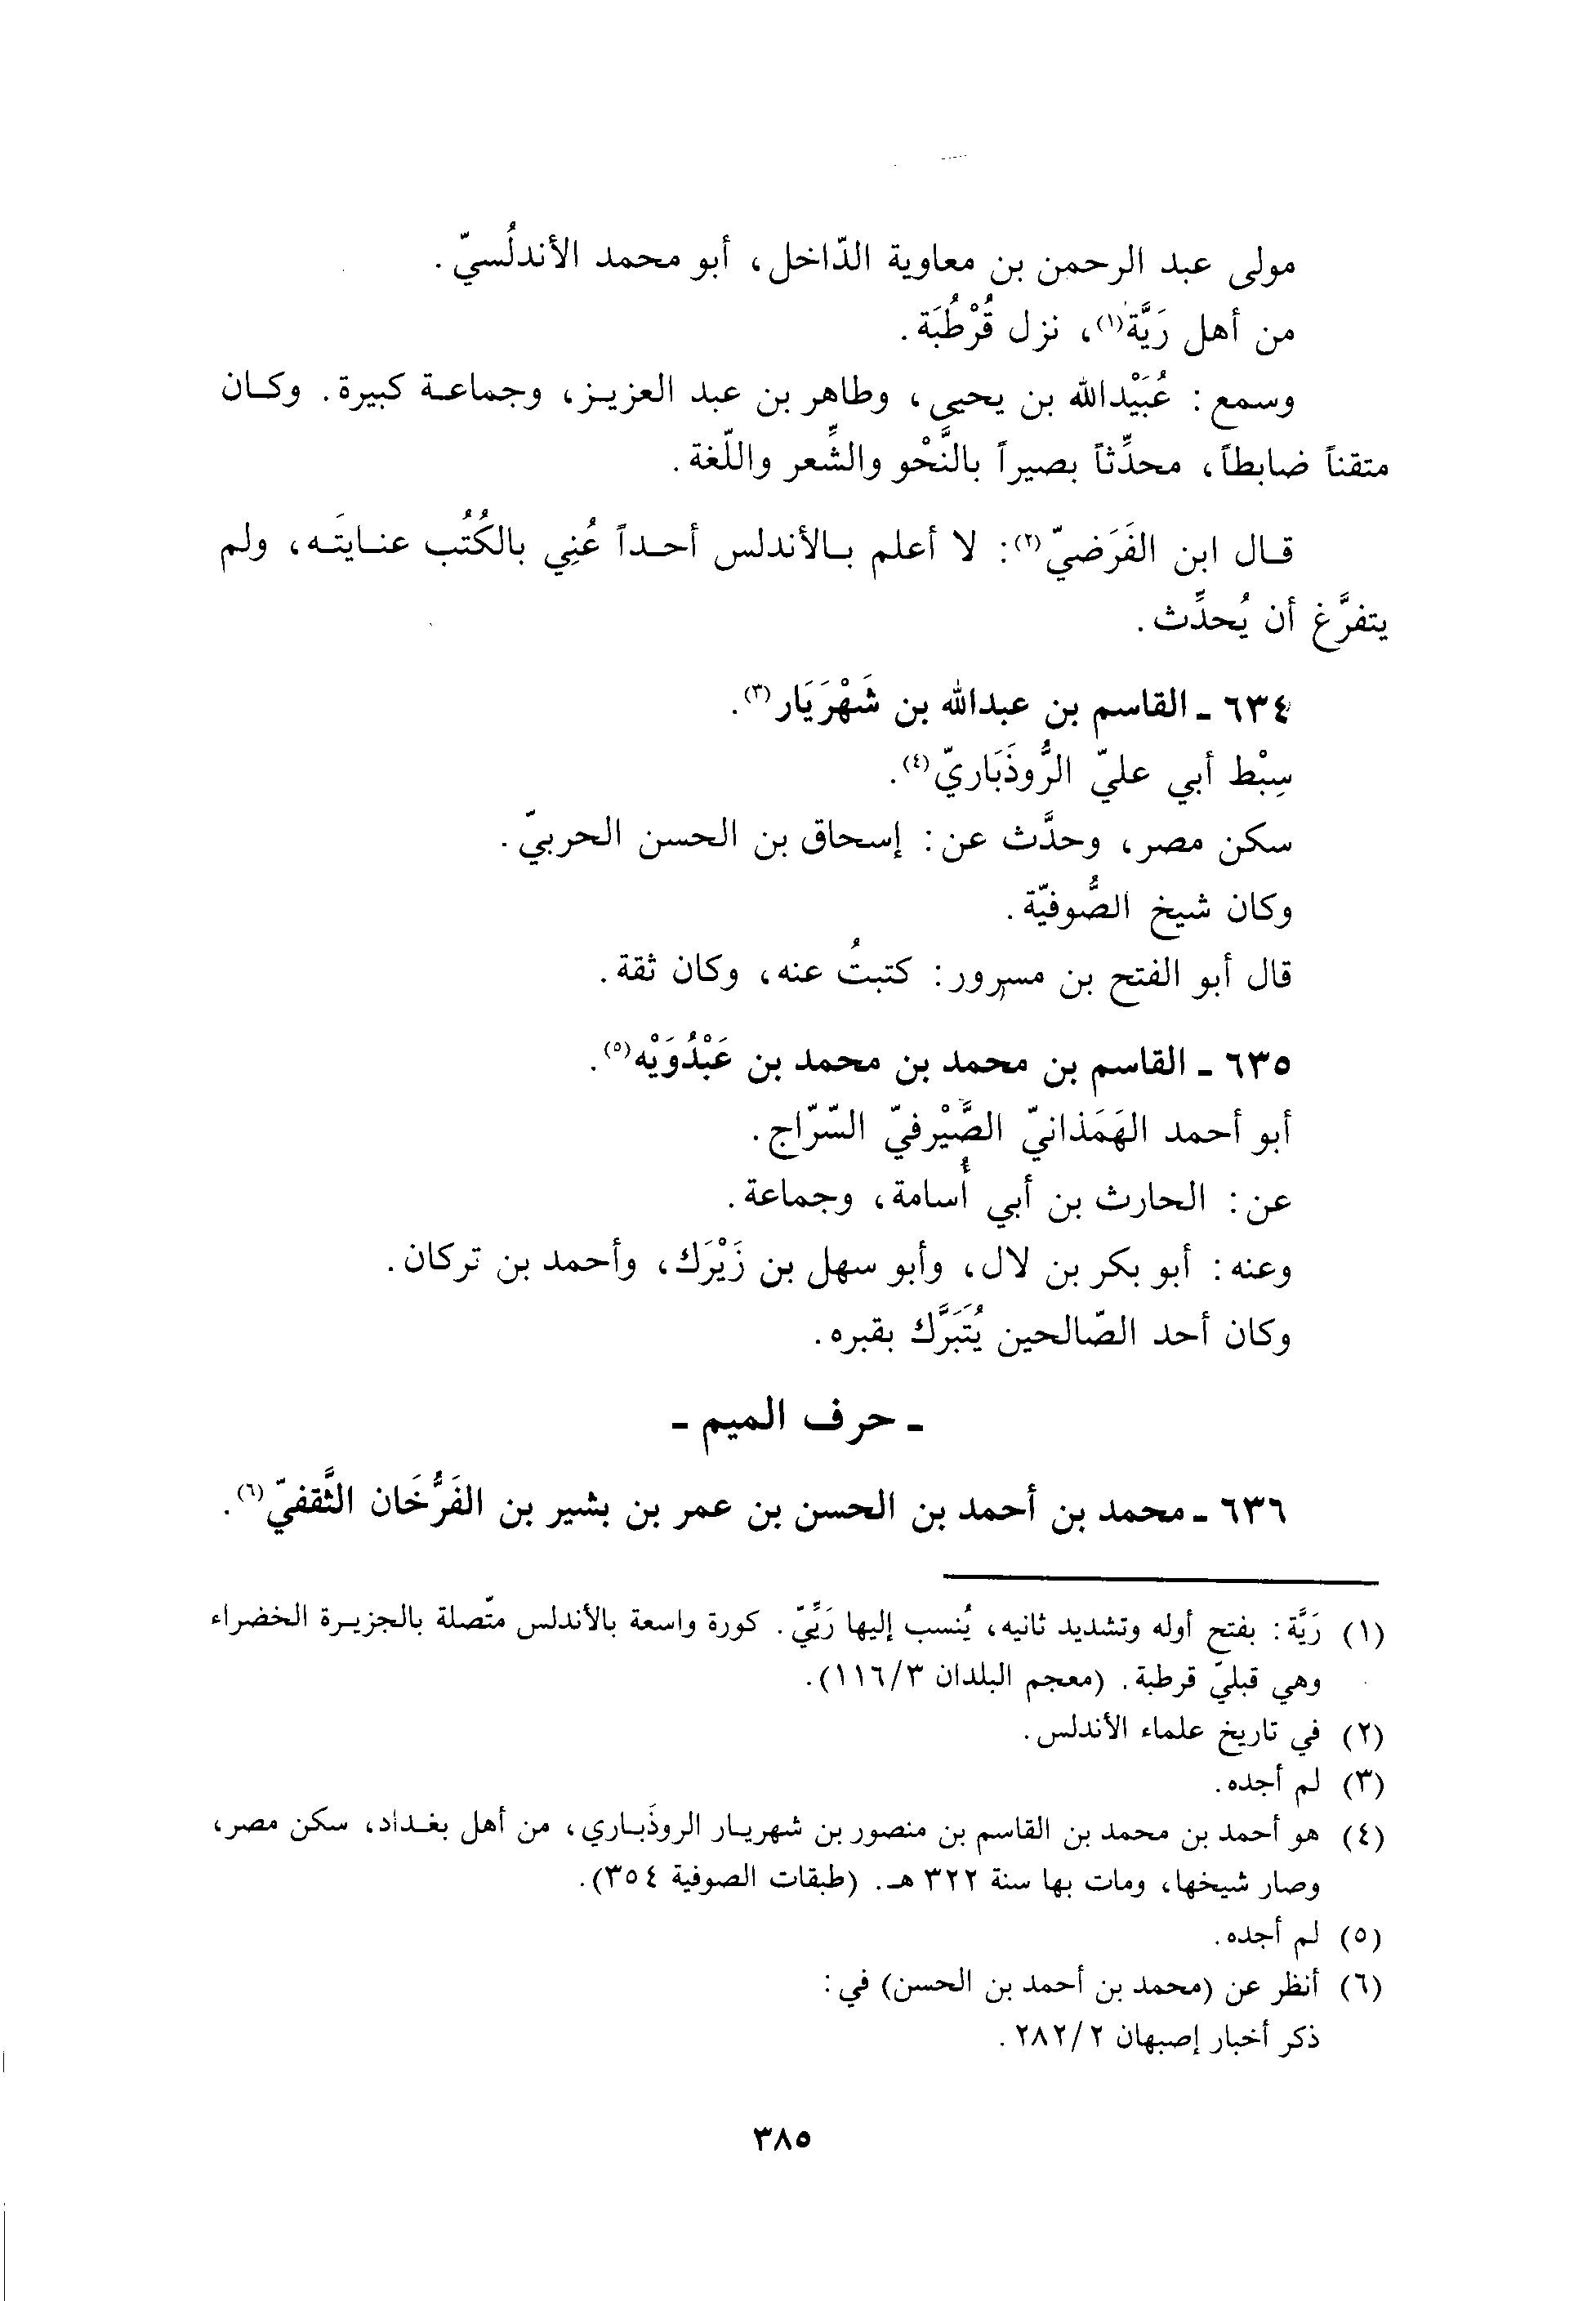 مولى عبد الرحمن بن معاوية الدّاخل، أبو محمد الأندلُسيّ.
من أهل رَيَّة(١)، نزل قُرْطُبَة.
وسمع: عُبَيْدالله بن يحيى، وطاهر بن عبد العزيز، وجماعة كبيرة. وكان
متقناً ضابطاً، محدِّثاً بصيراً بالنَّحْو والشِّعر واللّغة.
قال ابن الفَرَضيّ(٢): لا أعلم بالأندلس أحداً عُنِي بالكُتُب عنايتَه، ولم
يتفرَّغ أن يُحدِّث.
٦٣٤ - القاسم بن عبدالله بن شَهْرَيَار(٣).
سِبْط أبي عليّ الرُّوذَبَاريّ(٤).
سكن مصر، وحدَّث عن: إسحاق بن الحسن الحربيّ.
وكان شيخ الصُّوفيّة.
قال أبو الفتح بن مسرور: كتبتُ عنه، وكان ثقة.
٦٣٥ - القاسم بن محمد بن محمد بن عَبْدُوَيْه(٥).
أبو أحمد الهَمَذانيّ الصَّيْرفيّ السّرّاج.
عن: الحارث بن أبي أُسامة، وجماعة.
وعنه: أبو بكر بن لال، وأبو سهل بن زَيْرَك، وأحمد بن تركان.
وكان أحد الصّالحين يُتَبَرَّك بقبره.
- حرف الميم -
٦٣٦ - محمد بن أحمد بن الحسن بن عمر بن بشير بن الفَرُّخَان الثَّقفيّ(٦).
(١) رَيَّة: بفتح أوله وتشديد ثانيه، يُنسب إليها رَيِّيّ. كورة واسعة بالأندلس متّصلة بالجزيرة الخضراء
وهي قبليّ قرطبة. (معجم البلدان ١١٦/٣).
(٢) في تاريخ علماء الأندلس.
(٣) لم أجده.
(٤) هو أحمد بن محمد بن القاسم بن منصور بن شهريار الروذَباري، من أهل بغداد، سكن مصر،
وصار شيخها، ومات بها سنة ٣٢٢ هـ. (طبقات الصوفية ٣٥٤).
(٥) لم أجده.
(٦) أنظر عن (محمد بن أحمد بن الحسن) في:
ذكر أخبار إصبهان ٢٨٢/٢.
٣٨٥